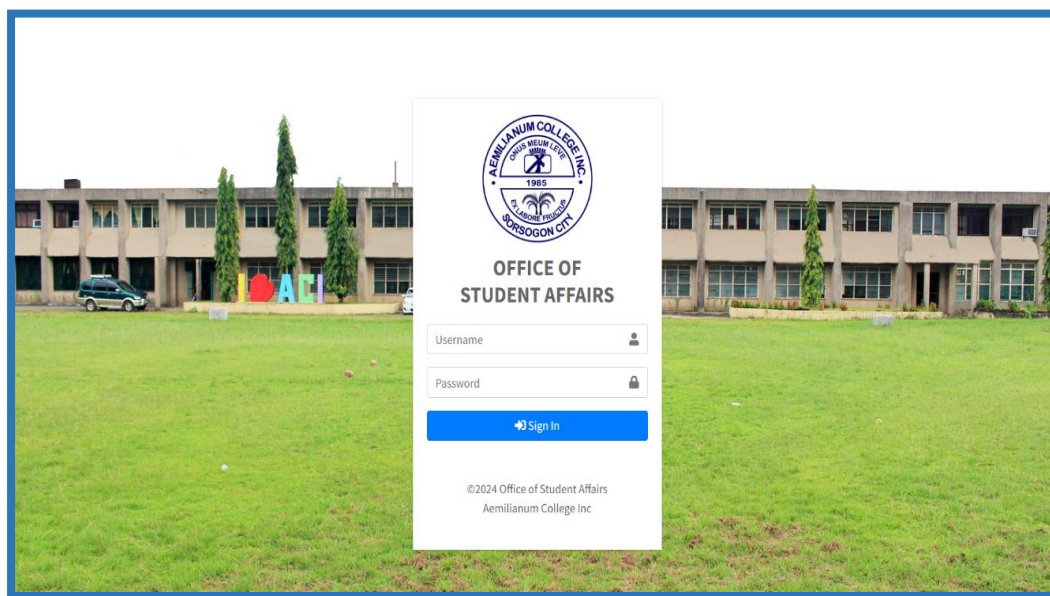 AEMILIANUM COLLEGE INC.
ONUS MEUM LEVE
1985
EX LABORE FRUCTUS
SORSOGON CITY
I ACI
OFFICE OF
STUDENT AFFAIRS
Username
Password
Sign In
©2024 Office of Student Affairs
Aemilianum College Inc